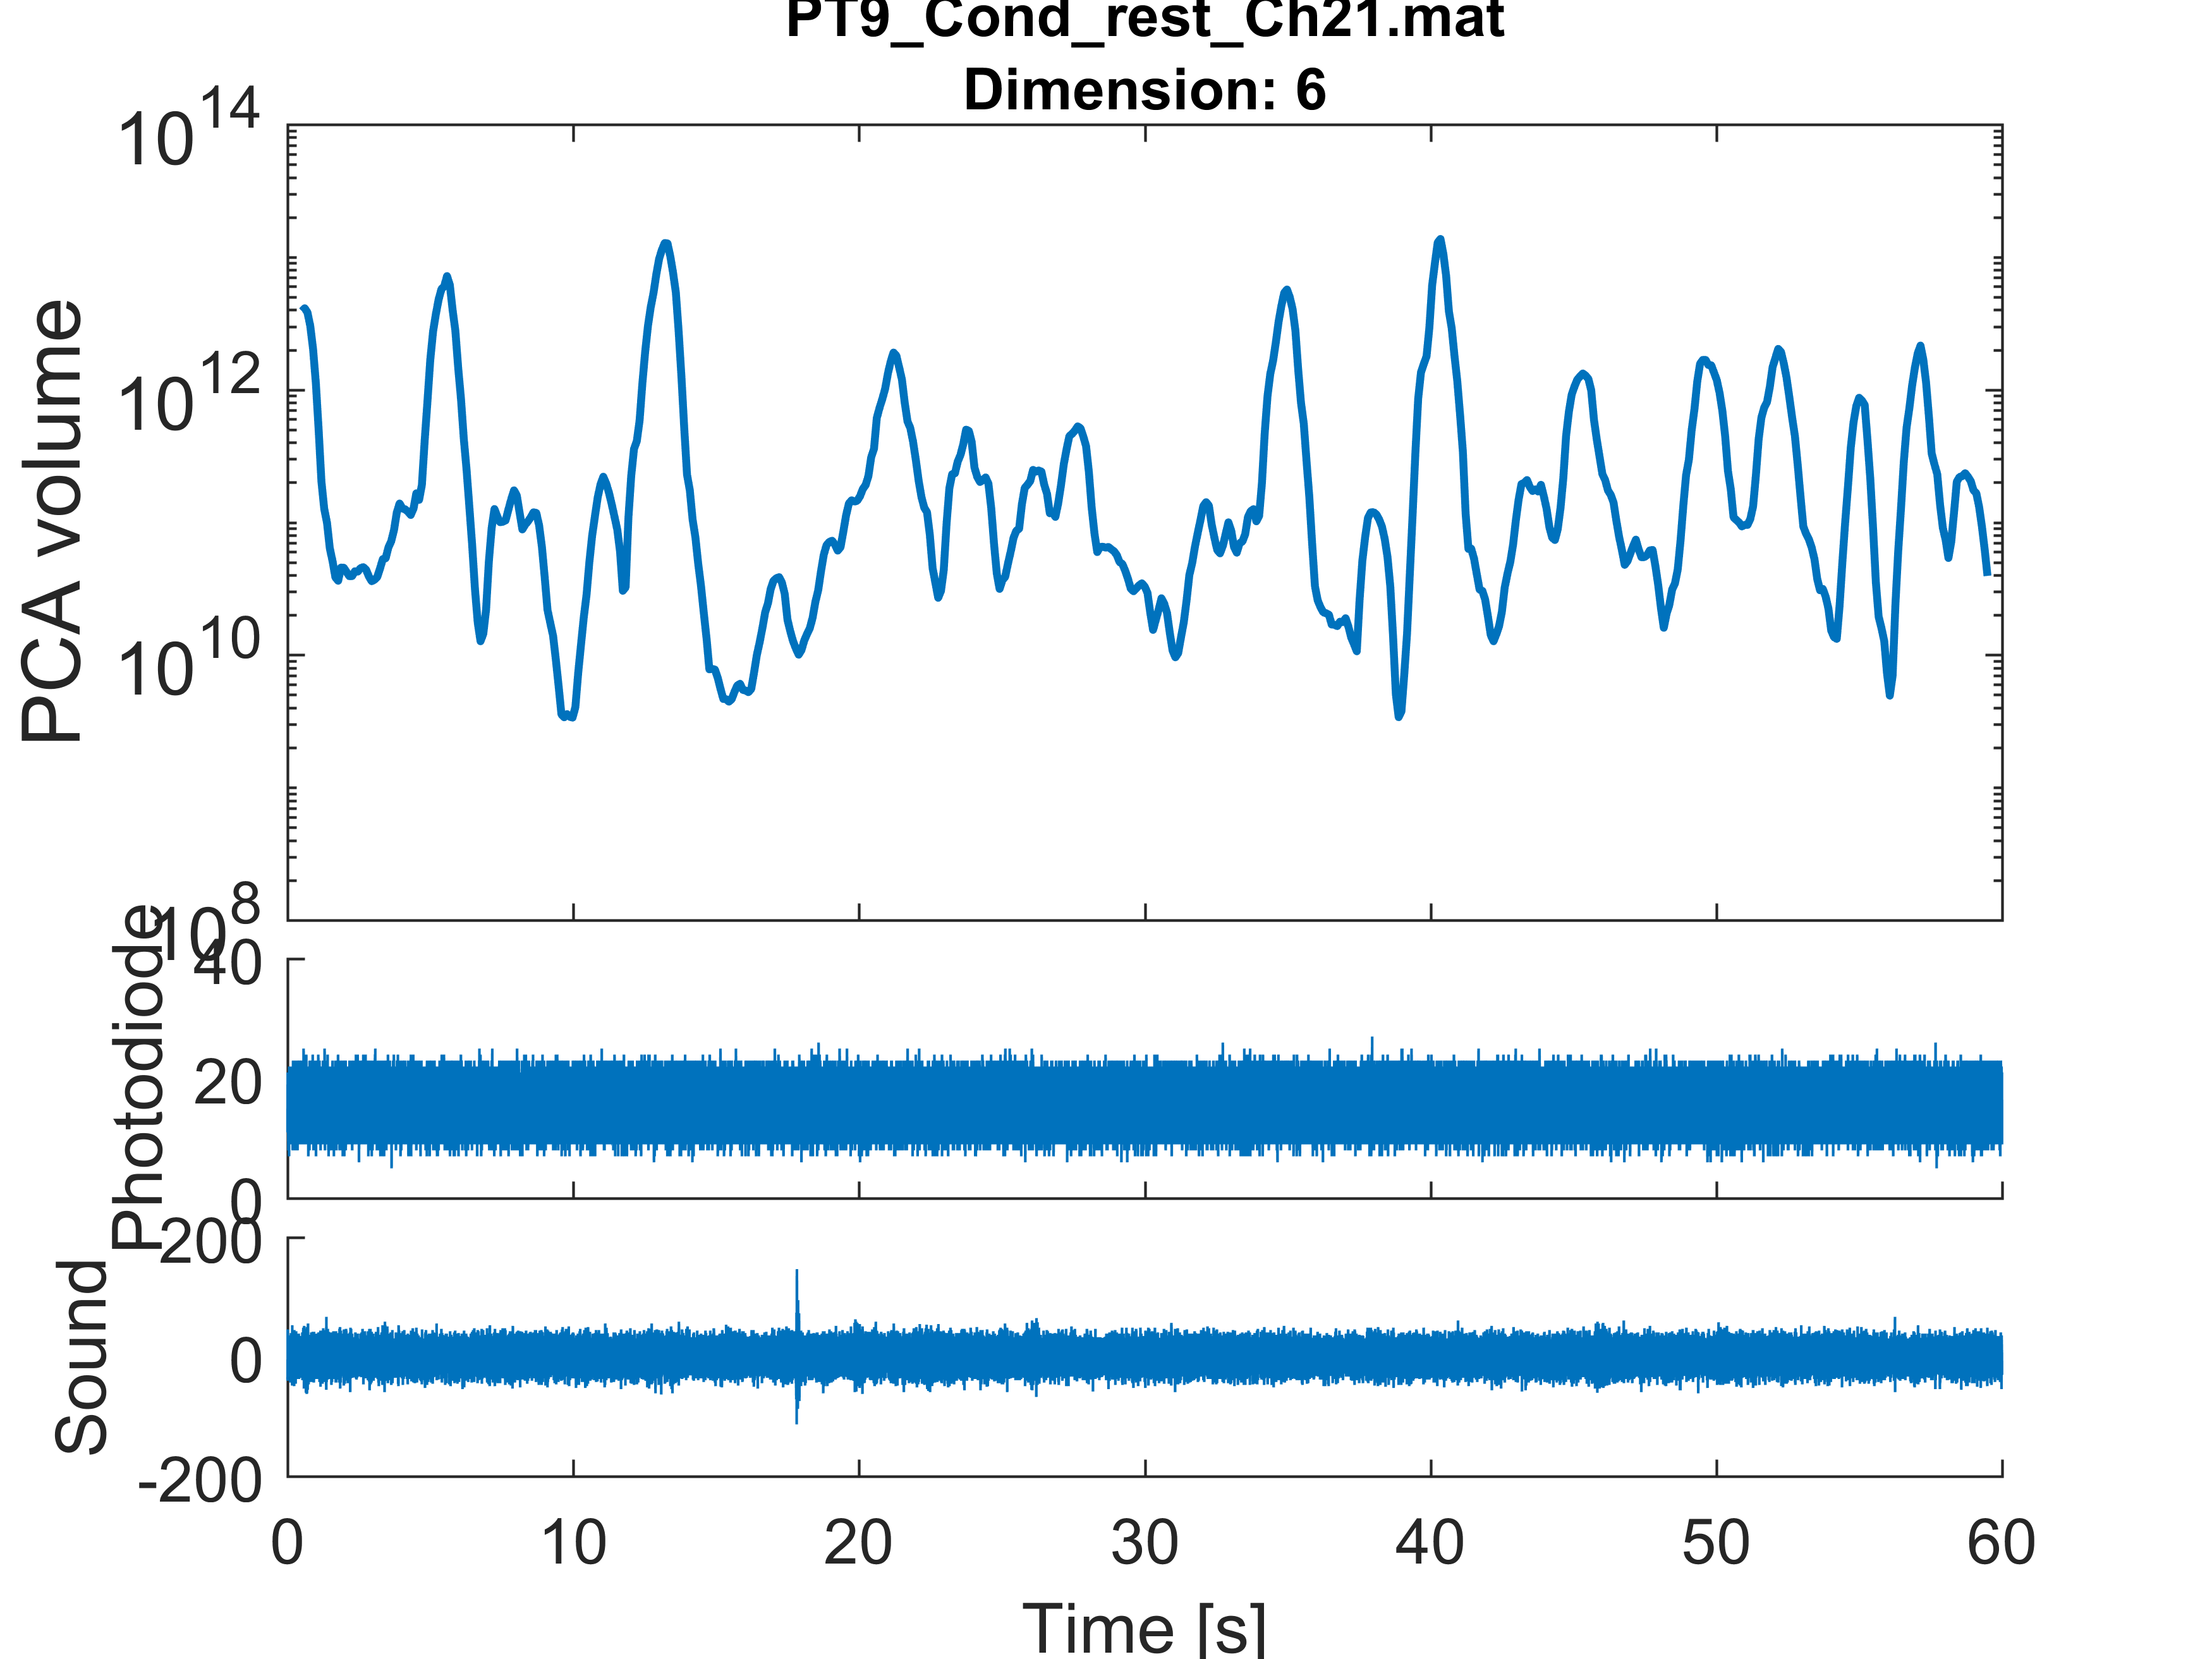 PT9_Cond_rest_Ch21.mat
Dimension: 6
PCA volume
10^14
10^12
10^10
10^8
Photodiode
40
20
0
Sound
200
0
-200
0 10 20 30 40 50 60
Time [s]